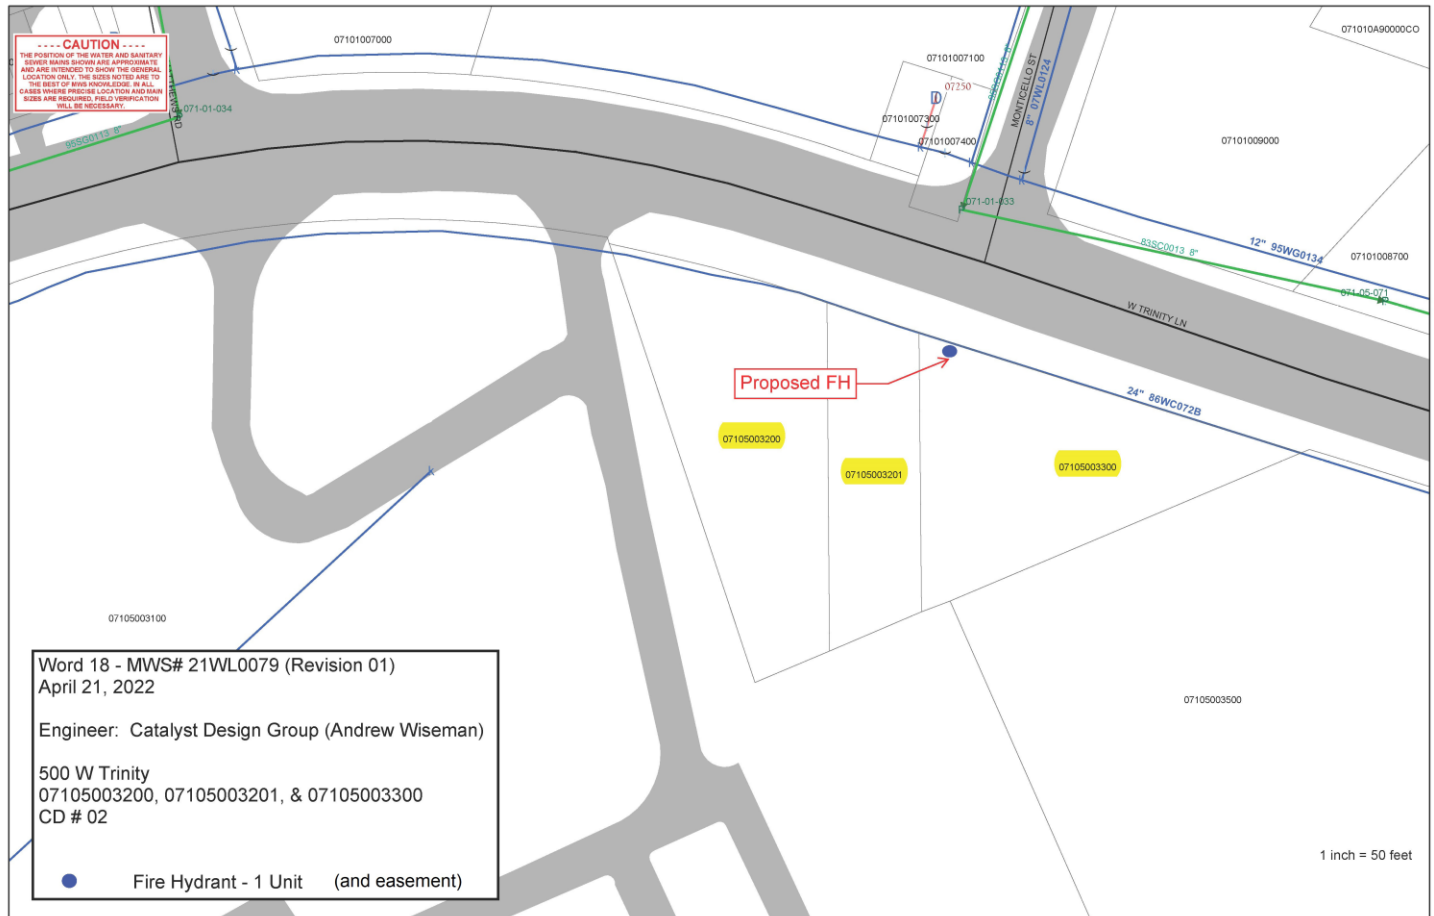 ----CAUTION----
THE POSITION OF THE WATER AND SANITARY
SEWER MAINS SHOWN ARE APPROXIMATE
AND ARE INTENDED TO SHOW THE GENERAL
LOCATION ONLY. THE SIZES NOTED ARE TO
THE BEST OF MWS KNOWLEDGE. IN ALL
CASES WHERE PRECISE LOCATION AND MAIN
SIZES ARE REQUIRED, FIELD VERIFICATION
WILL BE NECESSARY.
07101007000
071-01-034
95SG0113 8"
07101007100
07250
D
07101007300
07101007400
MONTICELLO ST
8" 07WL0124
071010A90000CO
07101009000
071-01-033
83SC0013 8"
12" 95WG0134
07101008700
071-05-071
W TRINITY LN
24" 86WC072B
Proposed FH
07105003200
07105003201
07105003300
07105003100
07105003500
Word 18 - MWS# 21WL0079 (Revision 01)
April 21, 2022
Engineer: Catalyst Design Group (Andrew Wiseman)
500 W Trinity
07105003200, 07105003201, & 07105003300
CD # 02
Fire Hydrant - 1 Unit (and easement)
1 inch = 50 feet